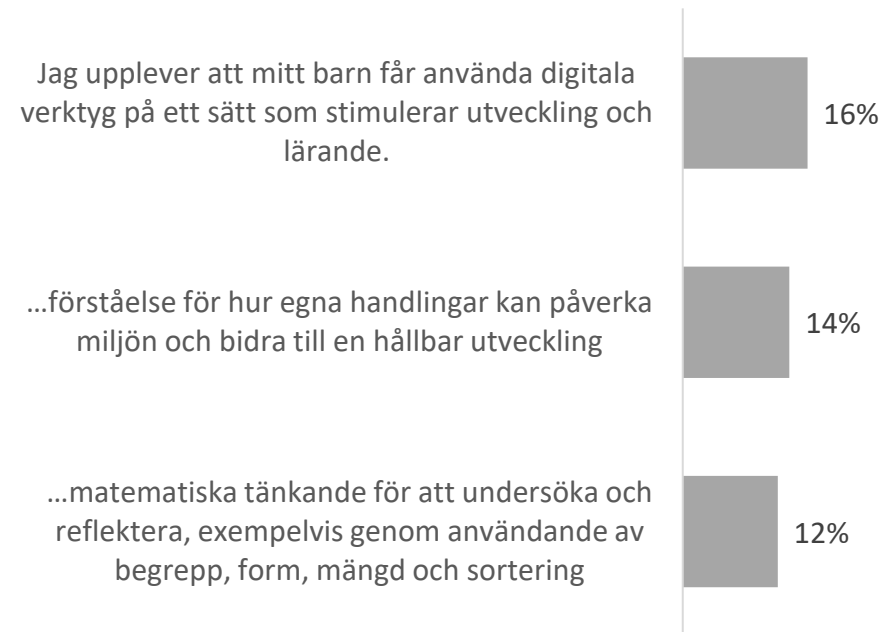 Jag upplever att mitt barn får använda digitala
verktyg på ett sätt som stimulerar utveckling och
lärande.
16%
…förståelse för hur egna handlingar kan påverka
miljön och bidra till en hållbar utveckling
14%
…matematiska tänkande för att undersöka och
reflektera, exempelvis genom användande av
begrepp, form, mängd och sortering
12%